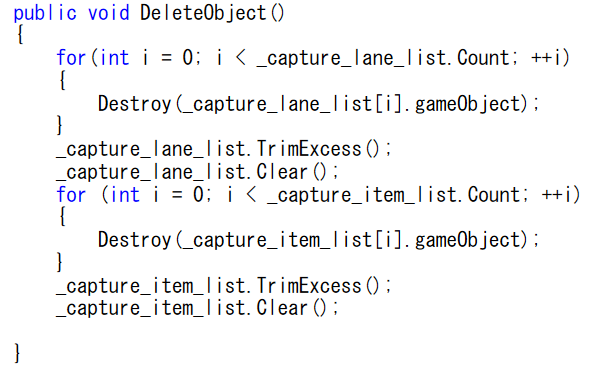 public void DeleteObject()
{
    for(int i = 0; i < _capture_lane_list.Count; ++i)
    {
        Destroy(_capture_lane_list[i].gameObject);
    }
    _capture_lane_list.TrimExcess();
    _capture_lane_list.Clear();
    for (int i = 0; i < _capture_item_list.Count; ++i)
    {
        Destroy(_capture_item_list[i].gameObject);
    }
    _capture_item_list.TrimExcess();
    _capture_item_list.Clear();

}